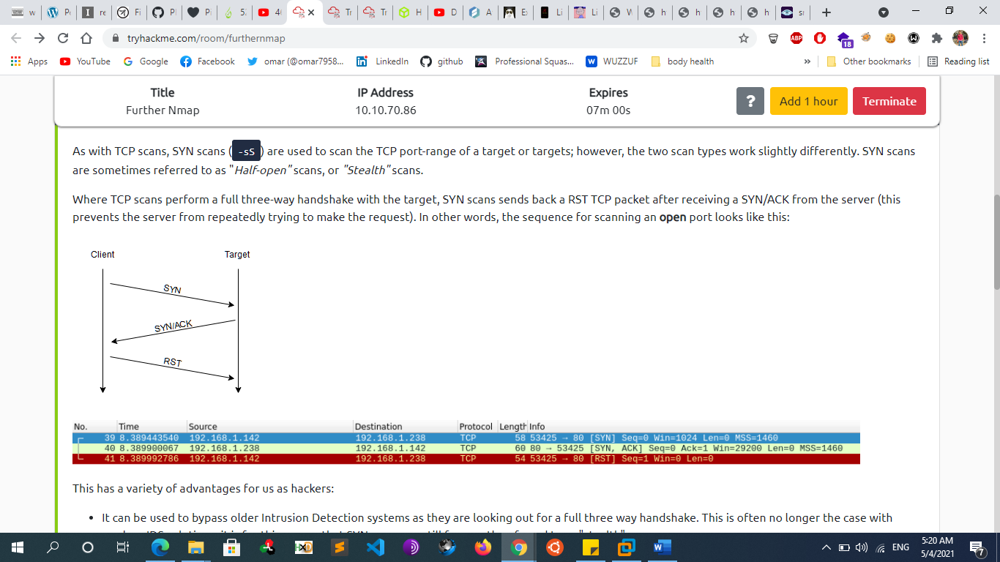 w
P
re
Fi
Pl
Pi
5
4
Tr
Tr
H
D
A
E
Li
Li
W
h
h
h
h
sr
tryhackme.com/room/furthernmap
ABP
18
Apps YouTube Google Facebook omar (@omar7958... LinkedIn github Professional Squas... WUZZUF body health » Other bookmarks Reading list
Title IP Address Expires
Further Nmap 10.10.70.86 07m 00s
? Add 1 hour Terminate
As with TCP scans, SYN scans ( -sS ) are used to scan the TCP port-range of a target or targets; however, the two scan types work slightly differently. SYN scans
are sometimes referred to as "Half-open" scans, or "Stealth" scans.
Where TCP scans perform a full three-way handshake with the target, SYN scans sends back a RST TCP packet after receiving a SYN/ACK from the server (this
prevents the server from repeatedly trying to make the request). In other words, the sequence for scanning an open port looks like this:
Client Target
SYN
SYN/ACK
RST
No. Time Source Destination Protocol Length Info
39 8.389443540 192.168.1.142 192.168.1.238 TCP 58 53425 → 80 [SYN] Seq=0 Win=1024 Len=0 MSS=1460
40 8.389900067 192.168.1.238 192.168.1.142 TCP 60 80 → 53425 [SYN, ACK] Seq=0 Ack=1 Win=29200 Len=0 MSS=1460
41 8.389992786 192.168.1.142 192.168.1.238 TCP 54 53425 → 80 [RST] Seq=1 Win=0 Len=0
This has a variety of advantages for us as hackers:
• It can be used to bypass older Intrusion Detection systems as they are looking out for a full three way handshake. This is often no longer the case with
ENG
5:20 AM
5/4/2021
7